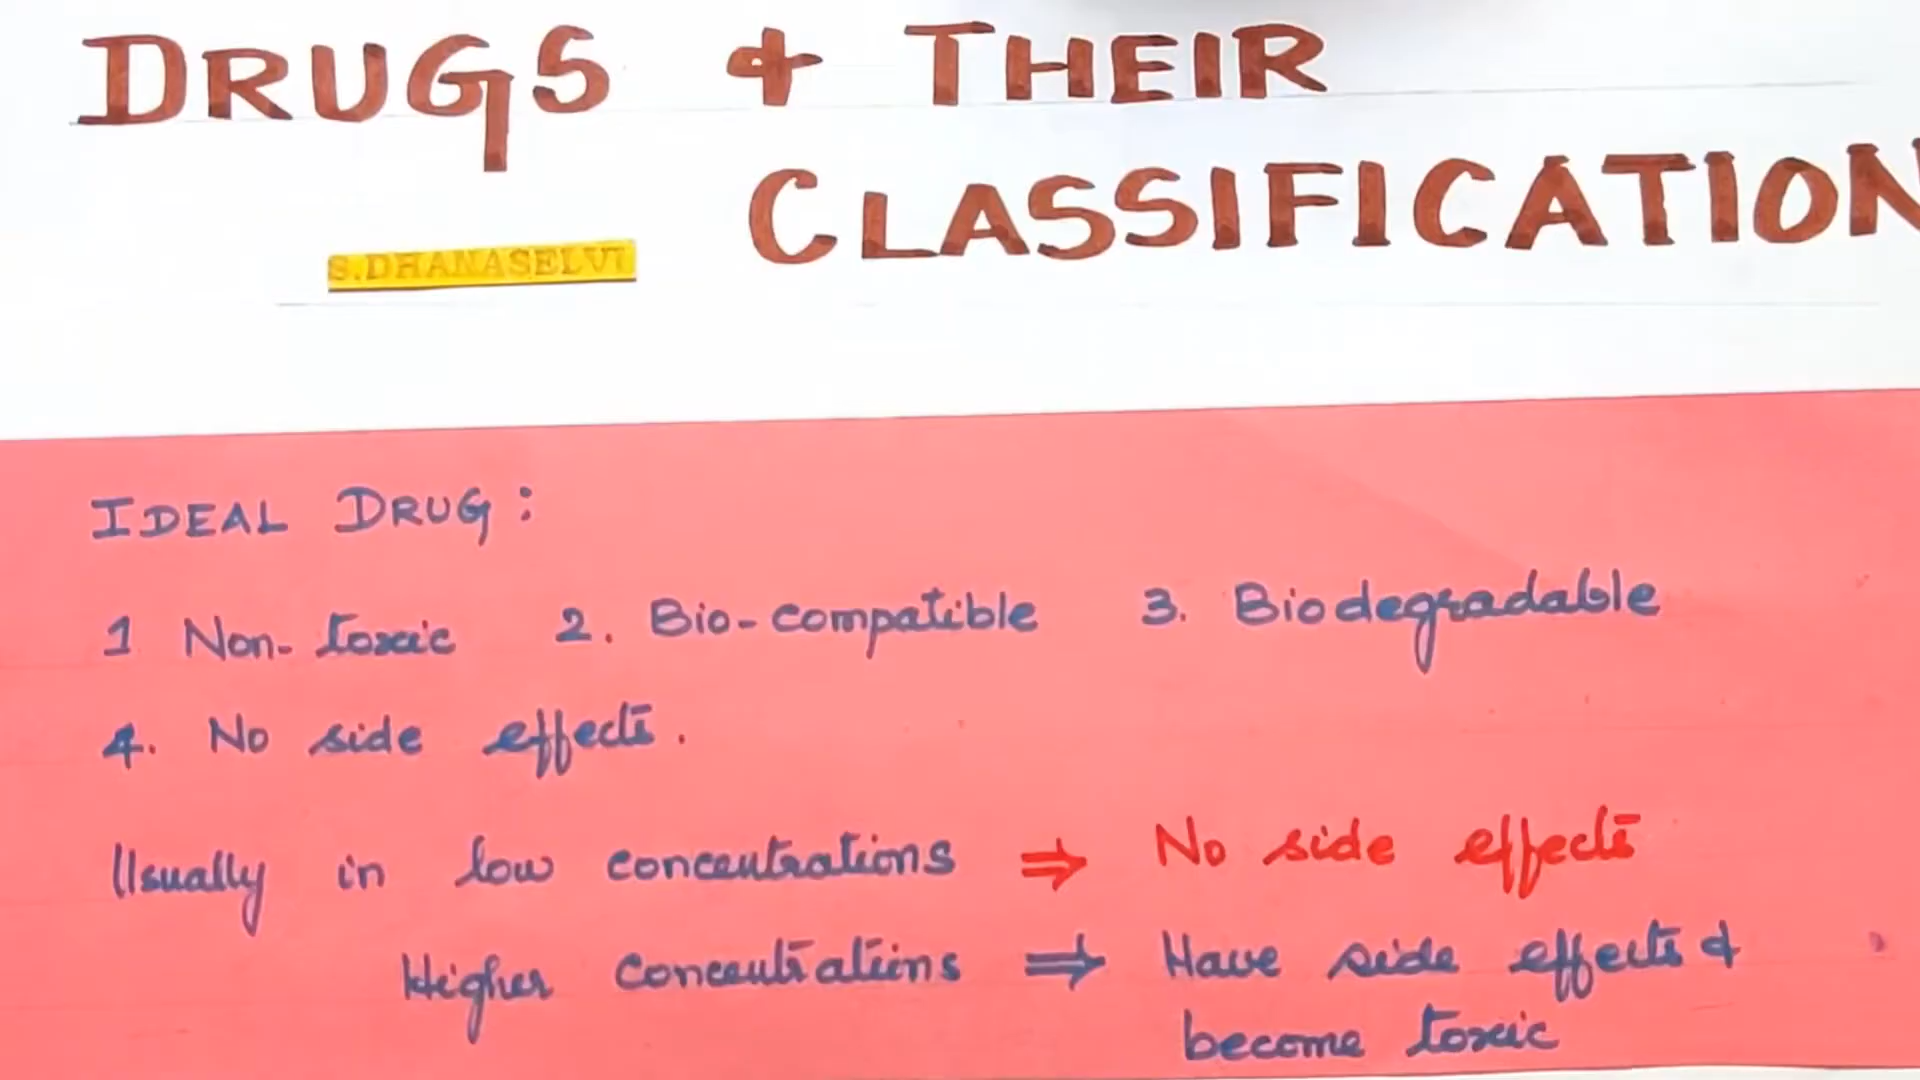 DRUGS & THEIR
CLASSIFICATION
S.DHANASELVI
IDEAL DRUG:
1 Non-toxic 2. Bio-compatible 3. Biodegradable
4. No side effects.
Usually in low concentrations ⇒ No side effects
Higher concentrations ⇒ Have side effects &
become toxic